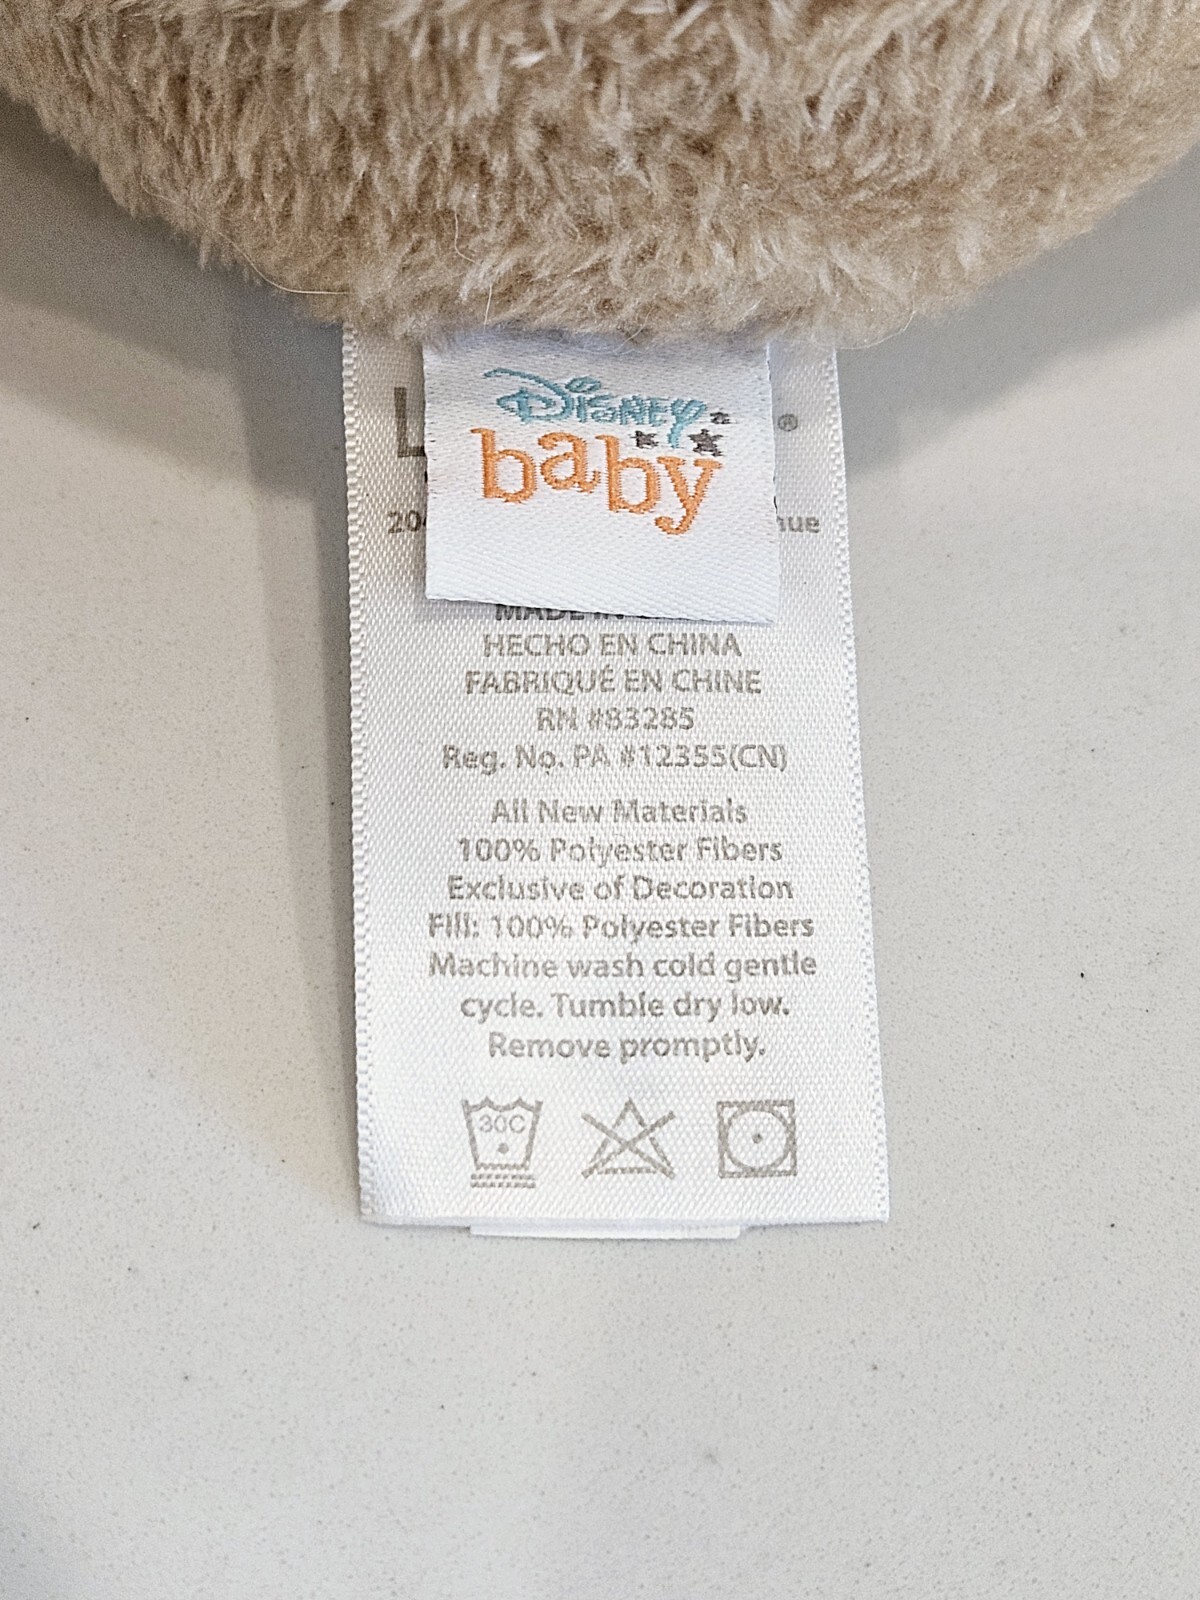 Disney
baby
®
HECHO EN CHINA
FABRIQUÉ EN CHINE
RN #83285
Reg. No. PA #12355(CN)
All New Materials
100% Polyester Fibers
Exclusive of Decoration
Fill: 100% Polyester Fibers
Machine wash cold gentle
cycle. Tumble dry low.
Remove promptly.
30C